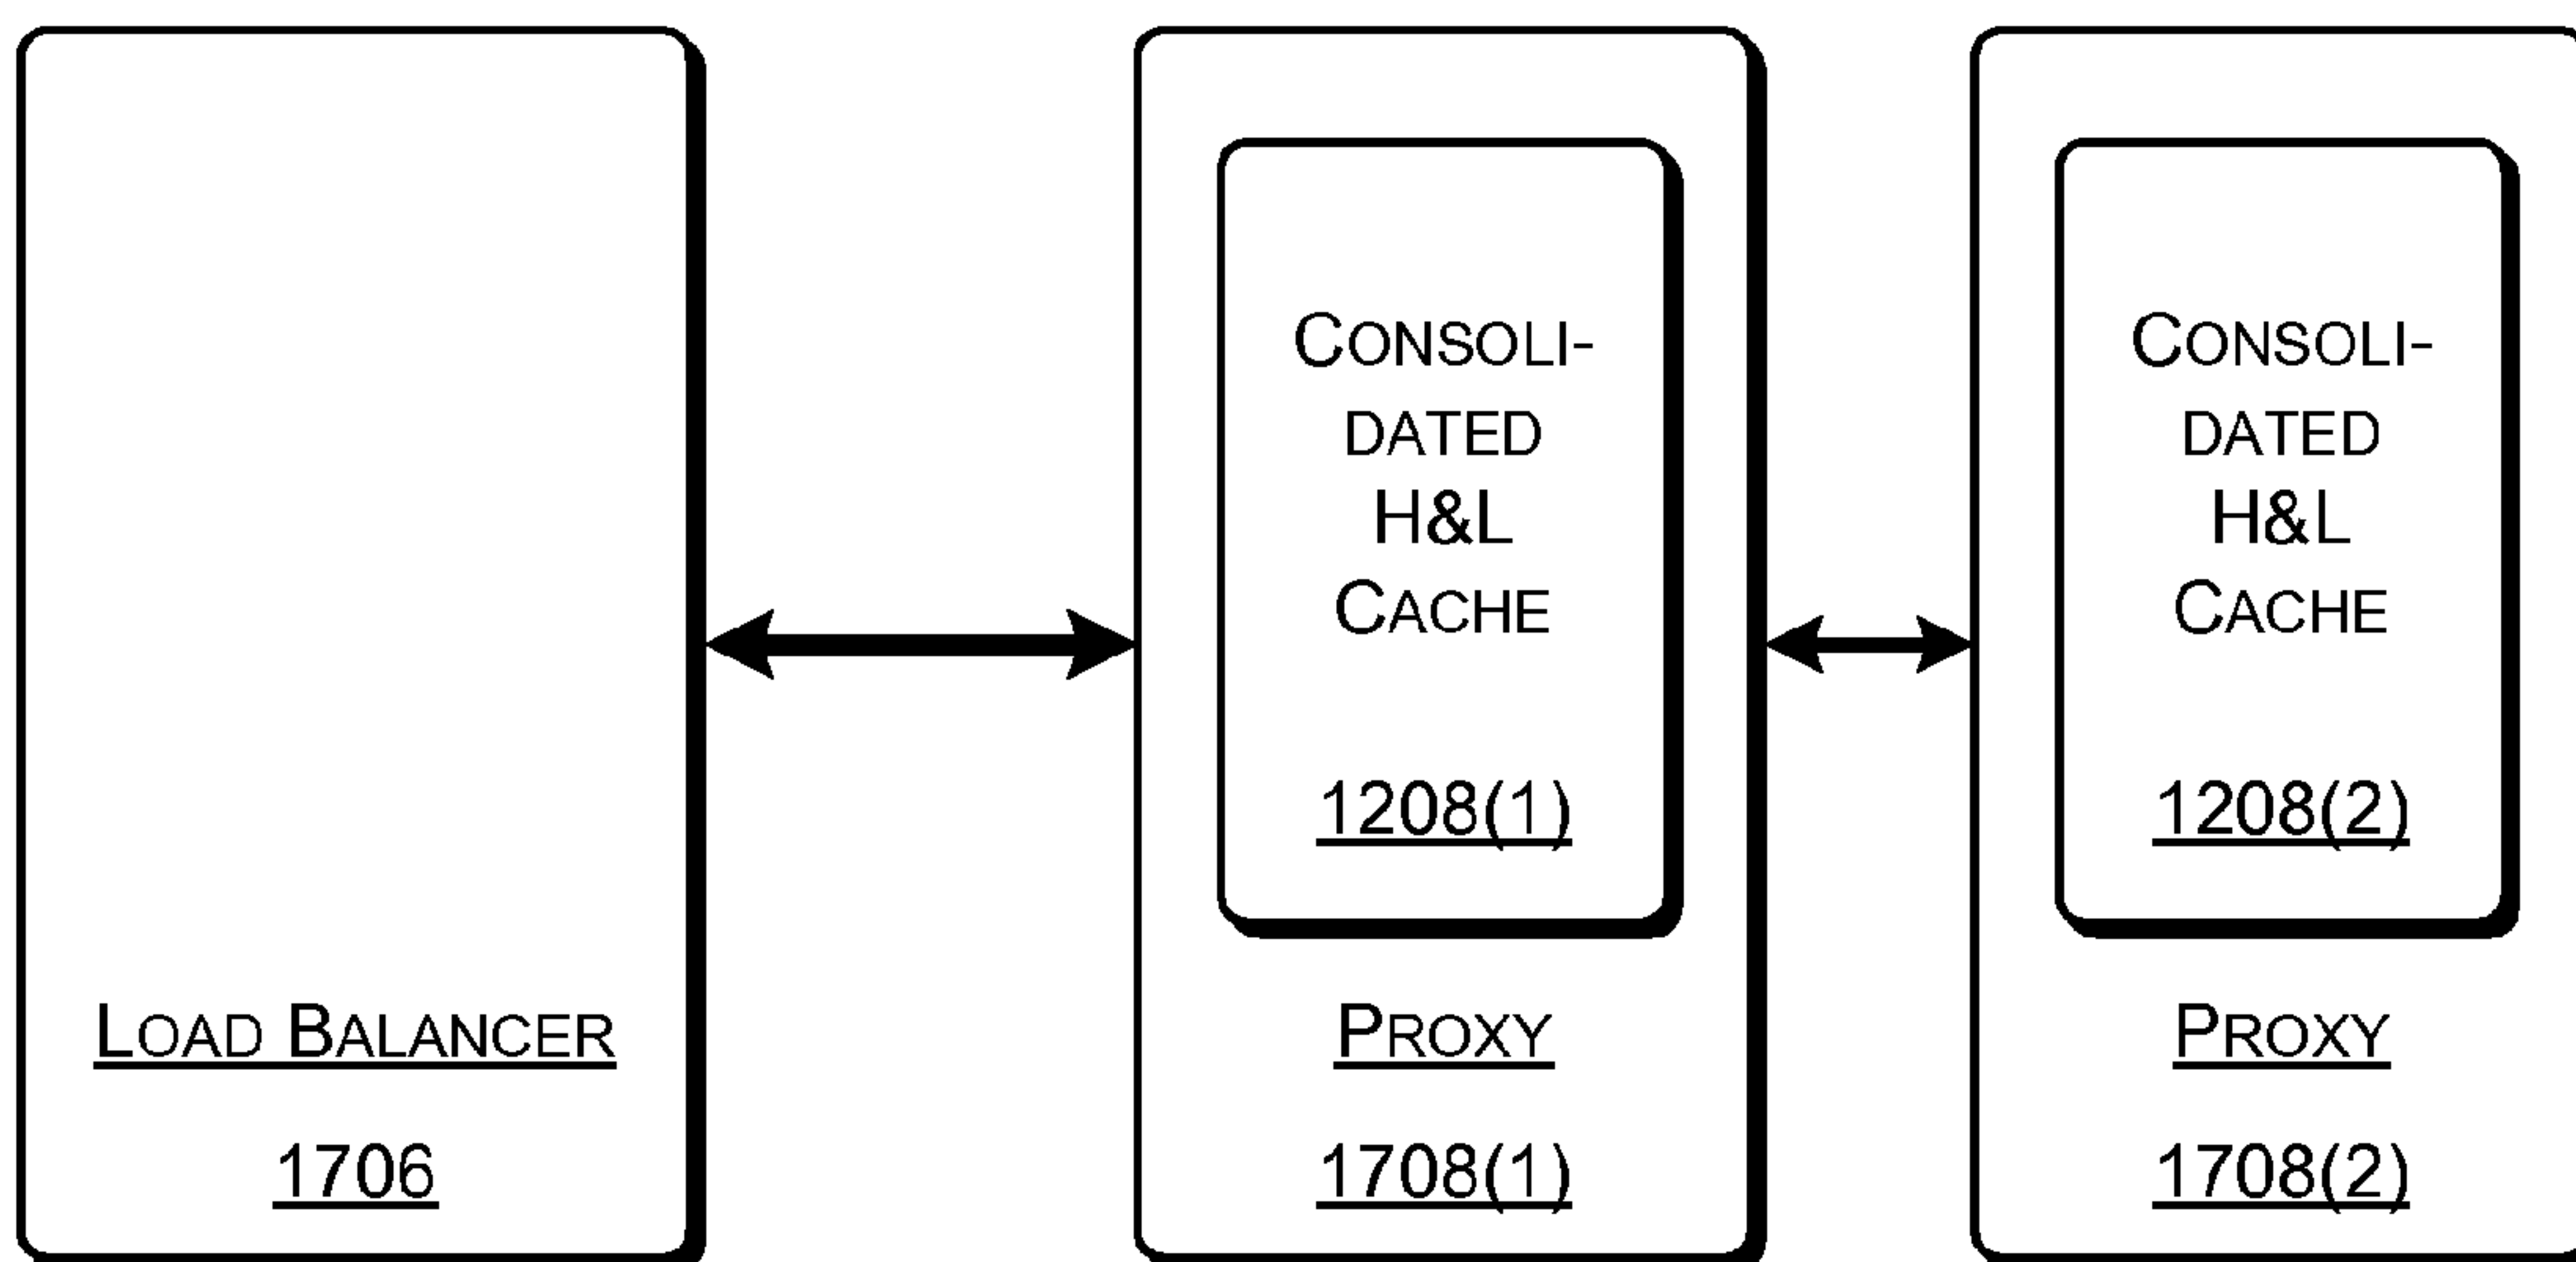 LOAD BALANCER
1706
CONSOLI-
DATED
H&L
CACHE
1208(1)
PROXY
1708(1)
CONSOLI-
DATED
H&L
CACHE
1208(2)
PROXY
1708(2)